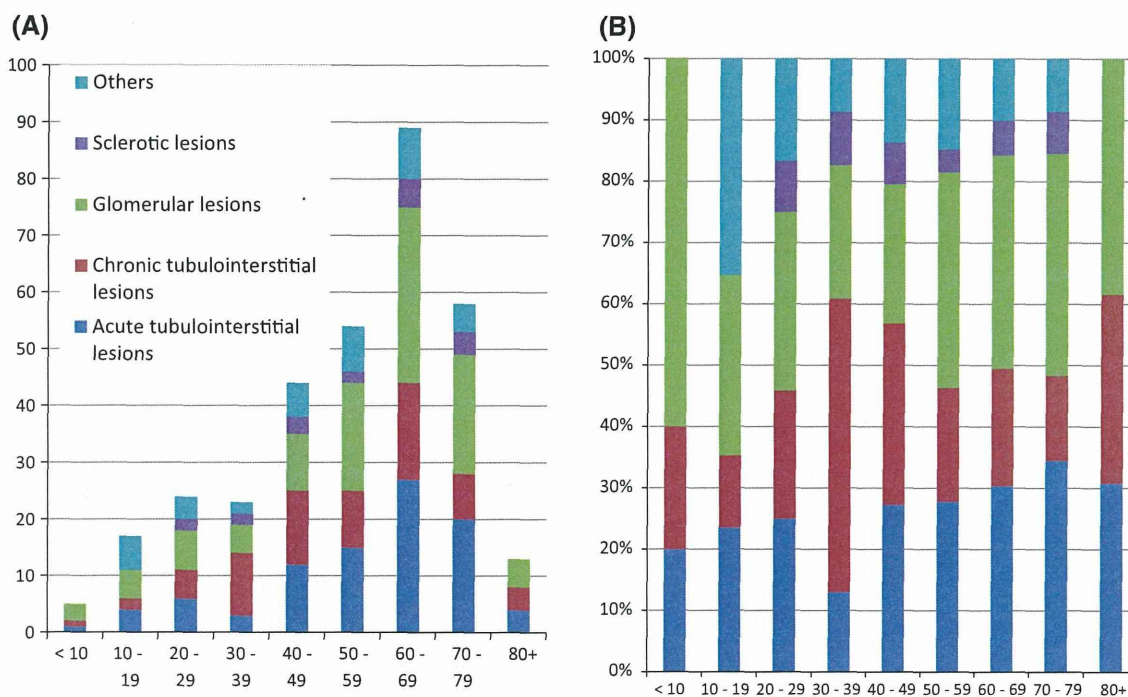 (A)
100
90
80
70
60
50
40
30
20
10
0
Others
Sclerotic lesions
Glomerular lesions
Chronic tubulointerstitial
lesions
Acute tubulointerstitial
lesions
< 10 10 - 20 - 30 - 40 - 50 - 60 - 70 - 80+
19 29 39 49 59 69 79
(B)
100%
90%
80%
70%
60%
50%
40%
30%
20%
10%
0%
< 10 10 - 19 20 - 29 30 - 39 40 - 49 50 - 59 60 - 69 70 - 79 80+